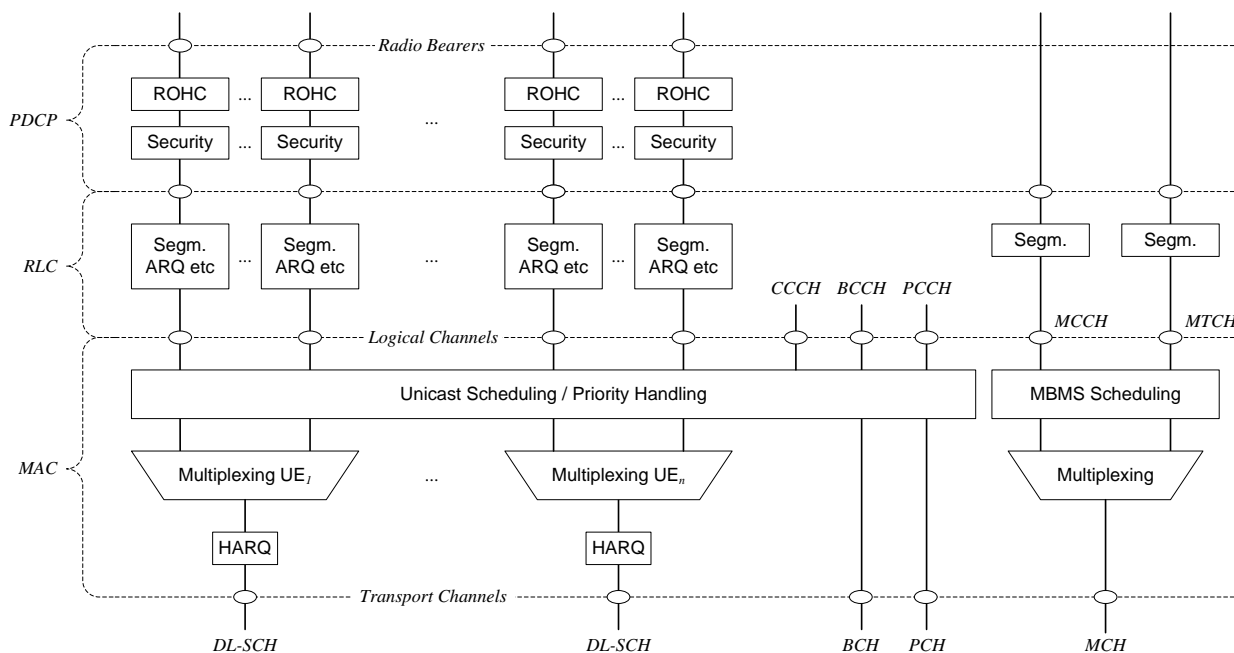 Radio Bearers
ROHC ... ROHC ROHC ... ROHC
PDCP
...
Security ... Security Security ... Security
Segm. Segm. Segm. Segm. Segm. Segm.
ARQ etc ... ARQ etc ... ARQ etc ... ARQ etc
RLC
CCCH BCCH PCCH
MCCH MTCH
Logical Channels
Unicast Scheduling / Priority Handling MBMS Scheduling
MAC
Multiplexing UE1 ... Multiplexing UEn Multiplexing
HARQ HARQ
Transport Channels
DL-SCH DL-SCH BCH PCH MCH